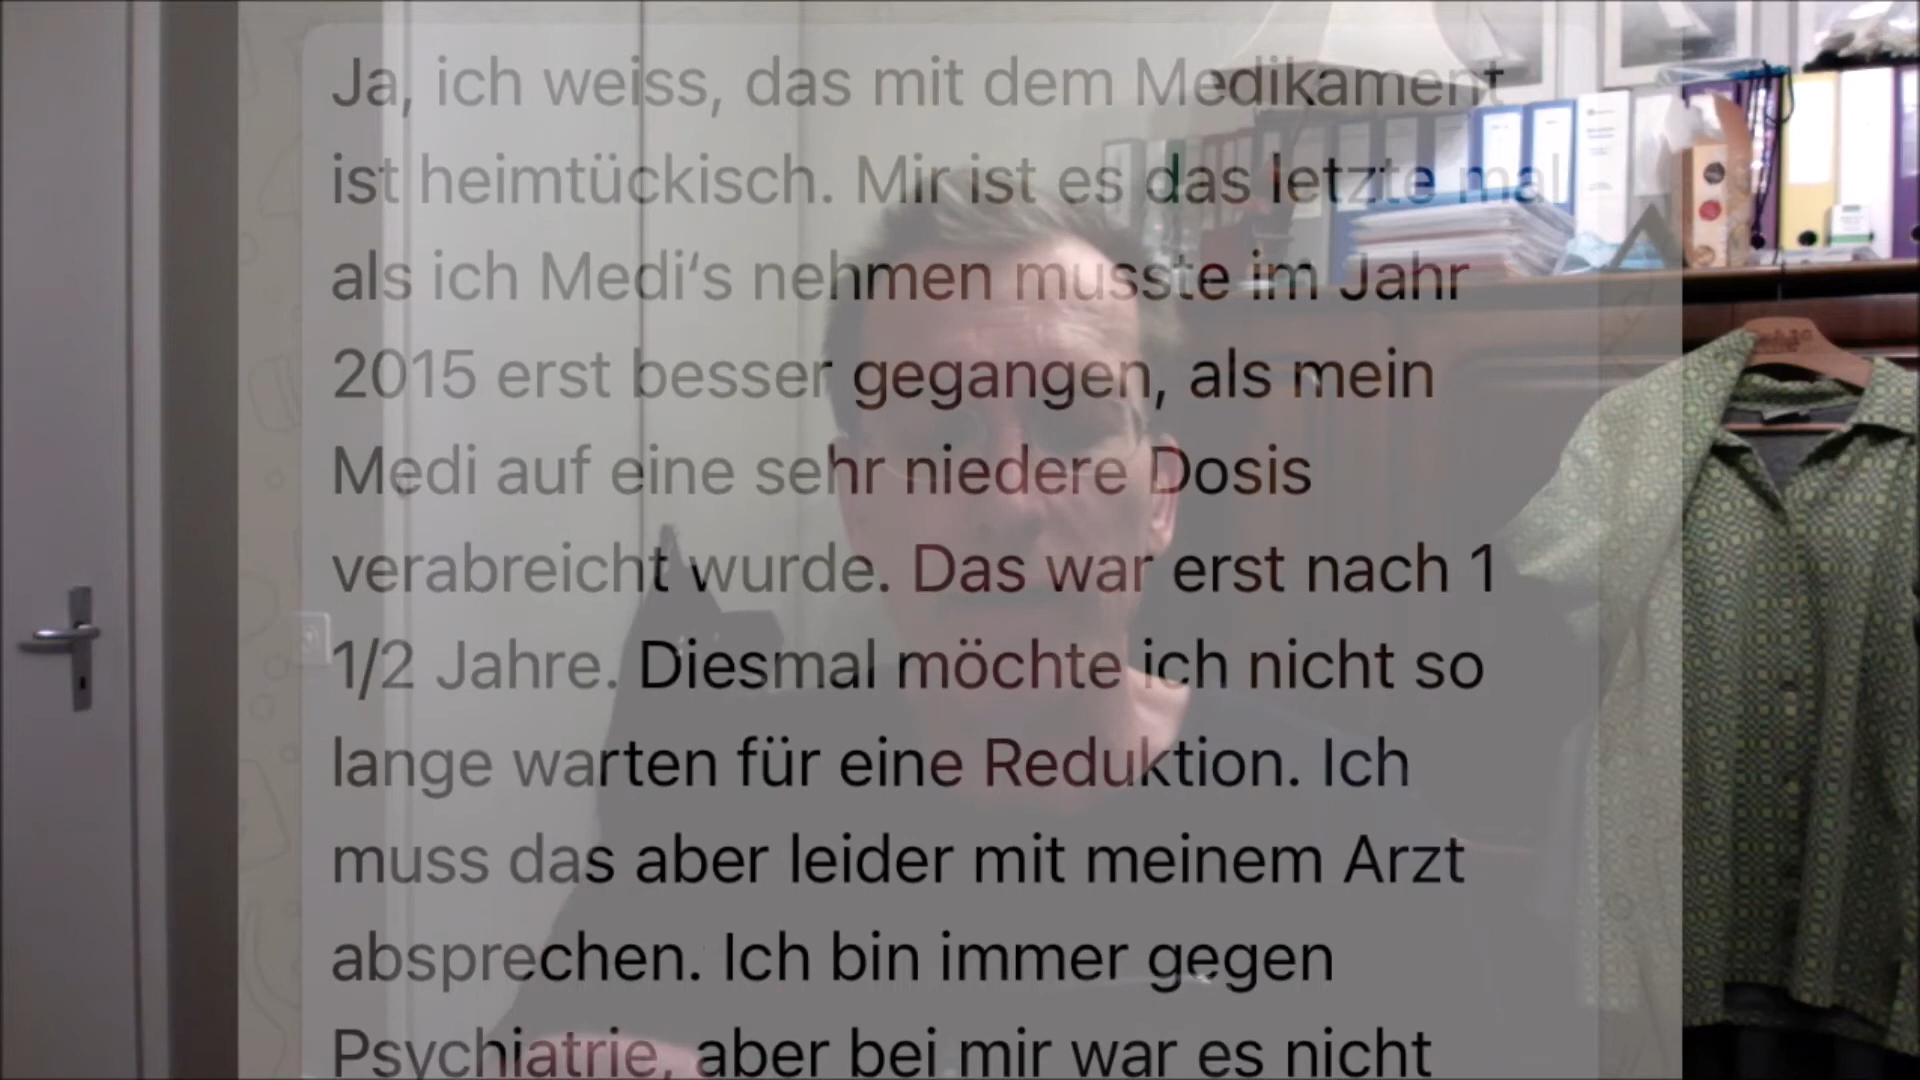 Ja, ich weiss, das mit dem Medikament
ist heimtückisch. Mir ist es das letzte mal
als ich Medi‘s nehmen musste im Jahr
2015 erst besser gegangen, als mein
Medi auf eine sehr niedere Dosis
verabreicht wurde. Das war erst nach 1
1/2 Jahre. Diesmal möchte ich nicht so
lange warten für eine Reduktion. Ich
muss das aber leider mit meinem Arzt
absprechen. Ich bin immer gegen
Psychiatrie, aber bei mir war es nicht